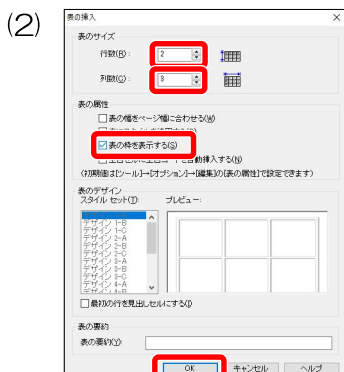 (2)
表の挿入 ×
表のサイズ
行数(R): 2
列数(C): 3
表の属性
表の幅をページ幅に合わせる(W)
表の枠を表示する(S)
(初期値は[ツール]→[オプション]→[編集]の[表の属性]で設定できます)
表のデザイン
スタイル セット(T): プレビュー:
デザイン 1-B
デザイン 1-C
デザイン 2-A
デザイン 2-B
デザイン 2-C
デザイン 3-A
デザイン 3-B
デザイン 3-C
デザイン 4-A
最初の行を見出しセルにする(I)
表の要約
表の要約(Y):
OK キャンセル ヘルプ